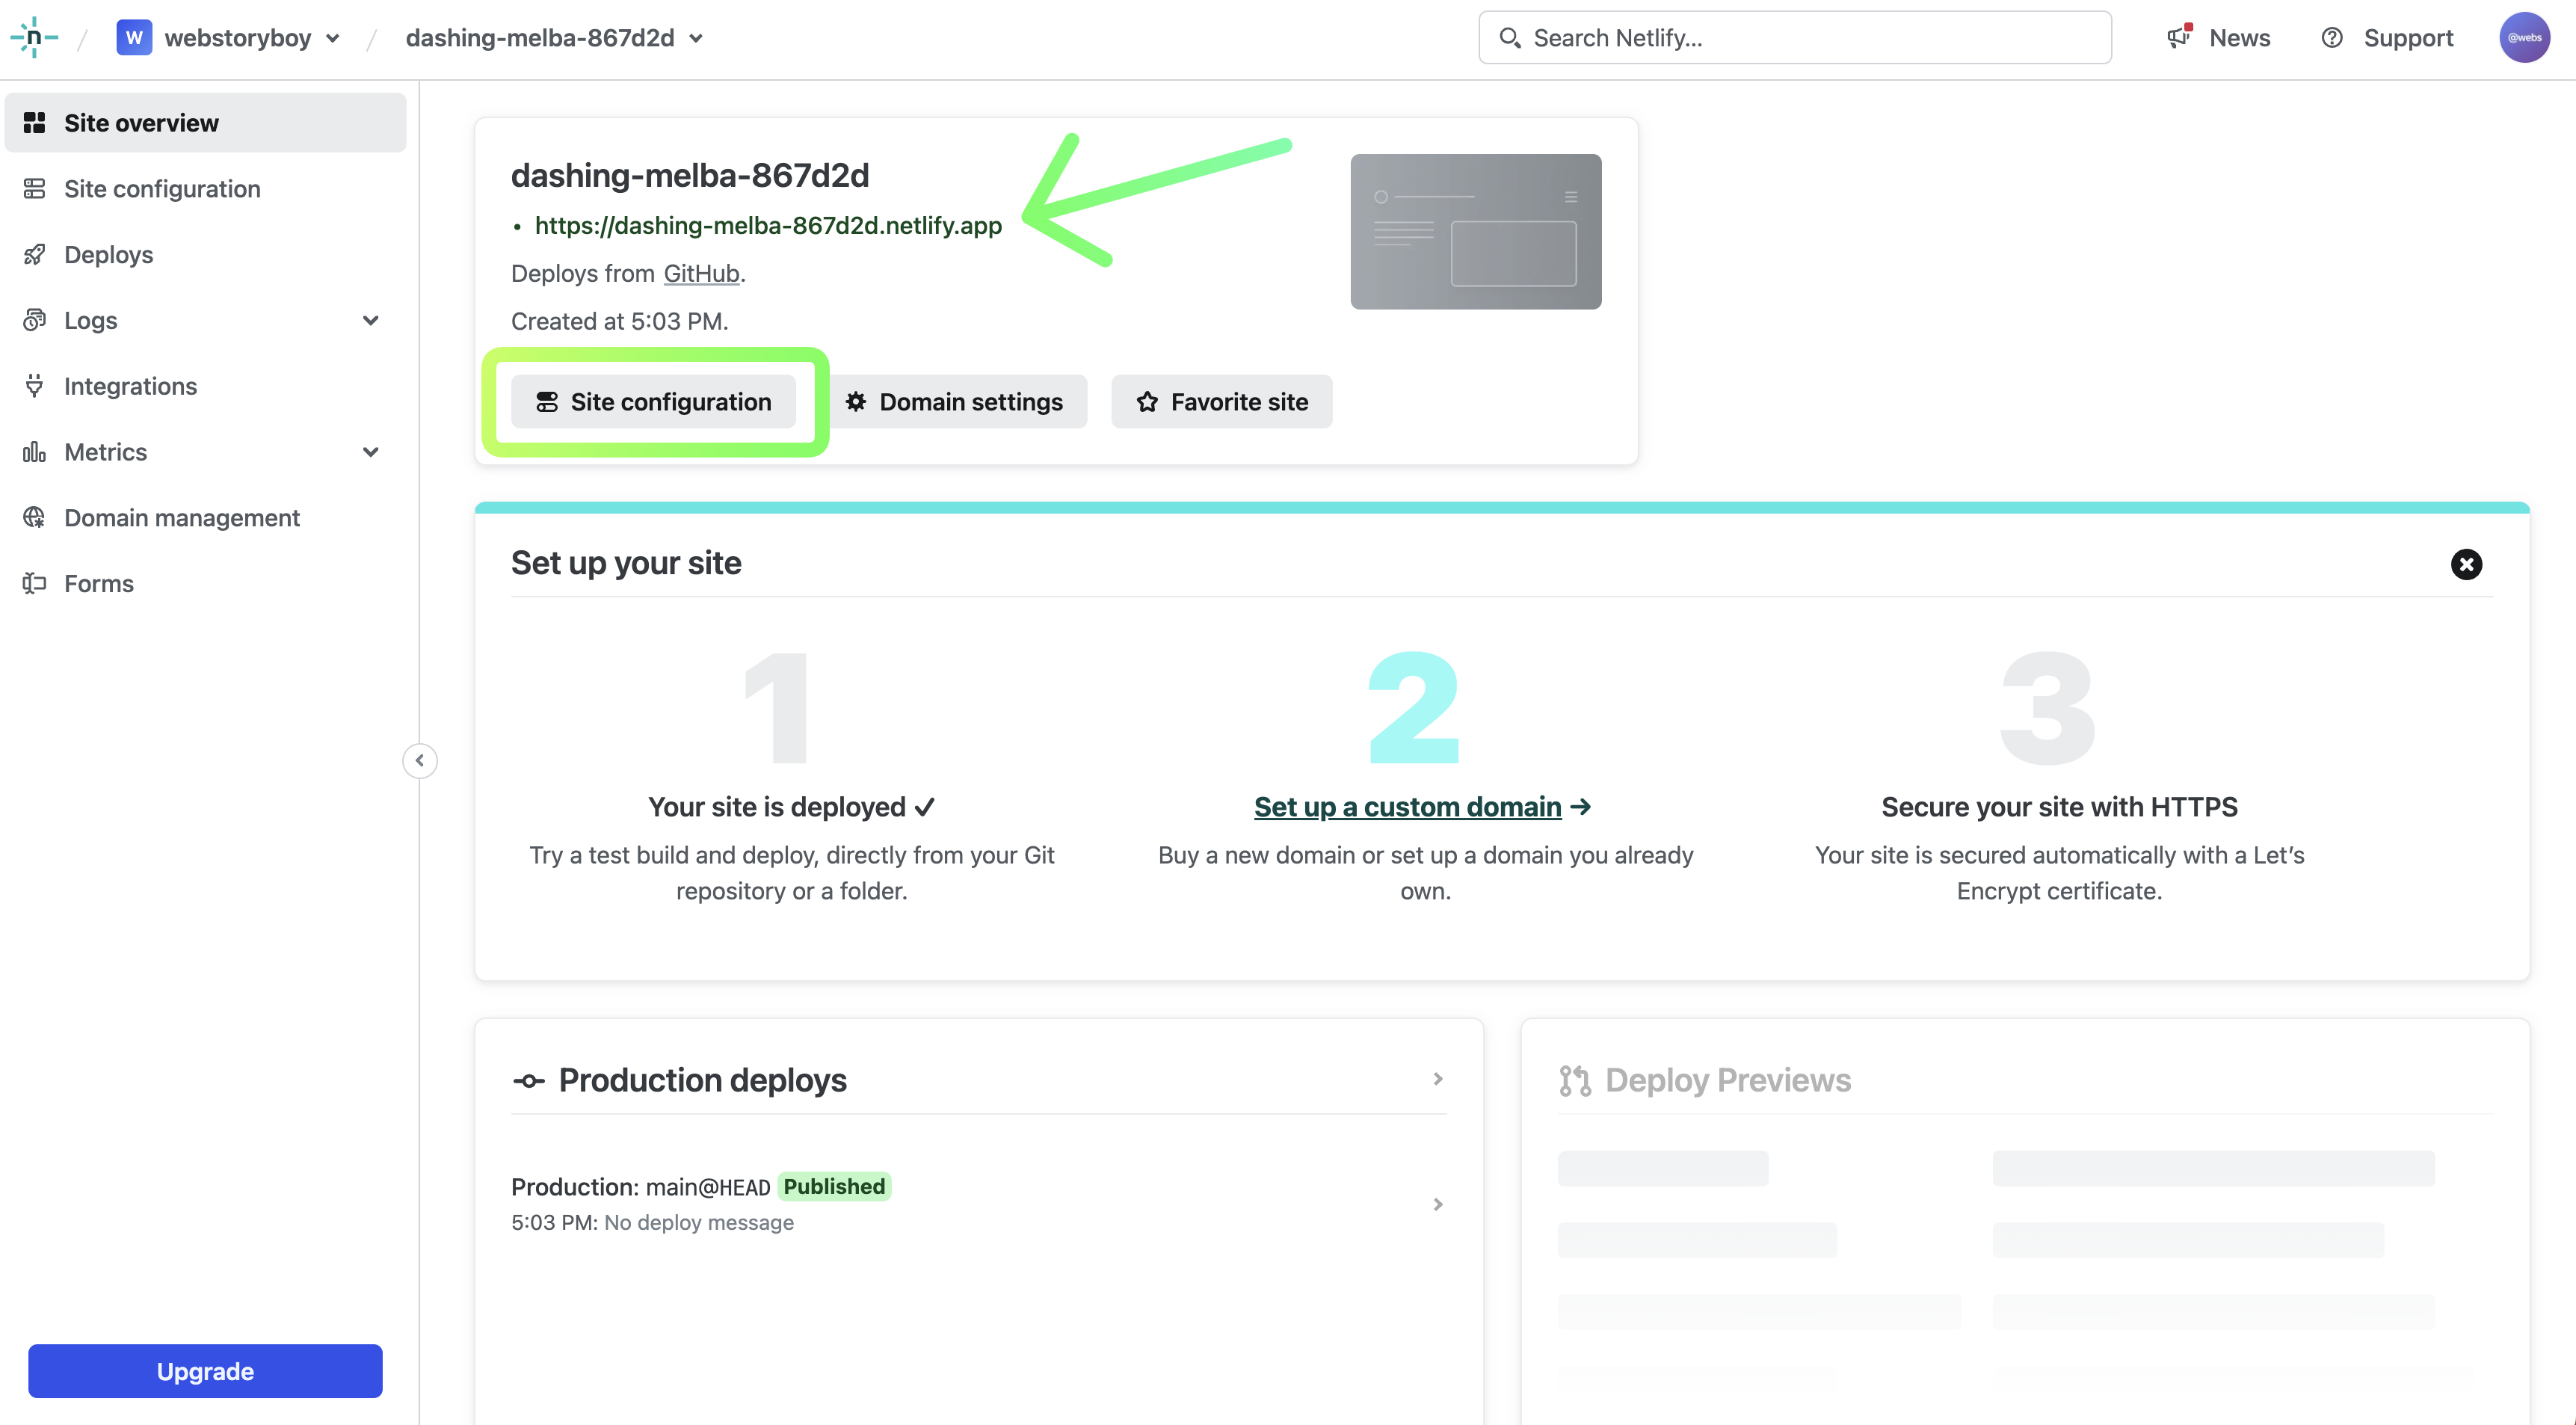 n / W webstoryboy / dashing-melba-867d2d
Search Netlify...
News
Support
@webs
Site overview
Site configuration
Deploys
Logs
Integrations
Metrics
Domain management
Forms
Upgrade
dashing-melba-867d2d
• https://dashing-melba-867d2d.netlify.app
Deploys from GitHub.
Created at 5:03 PM.
Site configuration
Domain settings
Favorite site
Set up your site
1
Your site is deployed ✓
Try a test build and deploy, directly from your Git
repository or a folder.
2
Set up a custom domain →
Buy a new domain or set up a domain you already
own.
3
Secure your site with HTTPS
Your site is secured automatically with a Let’s
Encrypt certificate.
Production deploys
Production: main@HEAD Published
5:03 PM: No deploy message
Deploy Previews